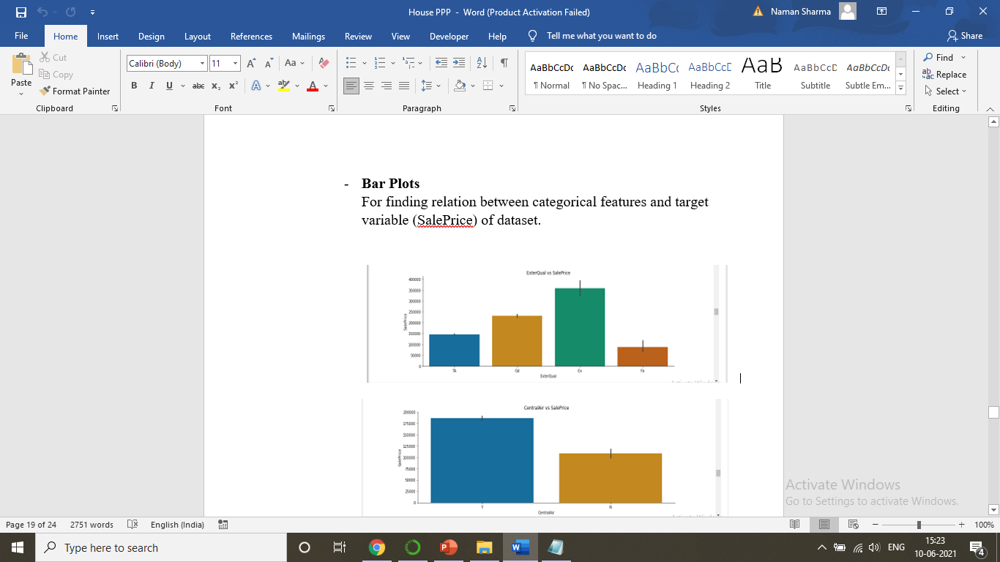 House PPP - Word (Product Activation Failed)
Naman Sharma
File Home Insert Design Layout References Mailings Review View Developer Help Tell me what you want to do Share
Paste
Cut
Copy
Format Painter
Clipboard
Calibri (Body) 11
Font
Paragraph
AaBbCcDc AaBbCcDc AaBbC AaBbCcC AaB AaBbCcD AaBbCcDc
¶ Normal ¶ No Spac... Heading 1 Heading 2 Title Subtitle Subtle Em...
Styles
Find
Replace
Select
Editing
- Bar Plots
For finding relation between categorical features and target
variable (SalePrice) of dataset.
ExterQual vs SalePrice
400000
350000
300000
250000
200000
150000
100000
50000
0
SalePrice
TA Gd Ex Fa
ExterQual
CentralAir vs SalePrice
200000
175000
150000
125000
100000
75000
50000
25000
0
SalePrice
Y N
CentralAir
Activate Windows
Go to Settings to activate Windows.
Page 19 of 24 2751 words English (India) 100%
Type here to search
ENG
15:23
10-06-2021
4